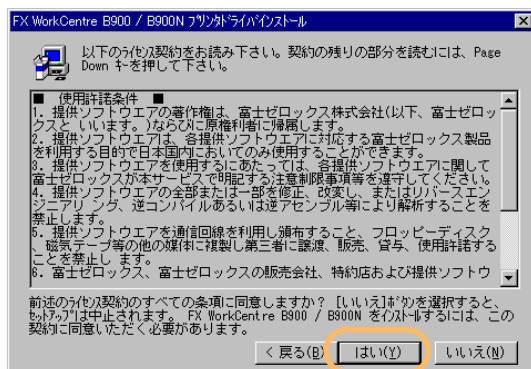 FX WorkCentre B900 / B900N プリンタドライバインストール
以下のライセンス契約をお読み下さい。契約の残りの部分を読むには、Page
Down キーを押して下さい。
■ 使用許諾条件 ■
1. 提供ソフトウエアの著作権は、富士ゼロックス株式会社(以下、富士ゼロッ
クスと いいます。)ならびに原権利者に帰属します。
2. 提供ソフトウエアは、各提供ソフトウエアに対応する富士ゼロックス製品
を利用する目的で日本国内においてのみ使用することができます。
3. 提供ソフトウエアを使用するにあたっては、各提供ソフトウエアに関して
富士ゼロックスが本サービスで明記する注意制限事項等を遵守してください。
4. 提供ソフトウエアの全部または一部を修正、改変し、またはリバースエン
ジニアリ ング、逆コンパイルあるいは逆アセンブル等により解析することを
禁止します。
5. 提供ソフトウエアを通信回線を利用し頒布すること、フロッピーディスク
、磁気テープ等の他の媒体に複製し第三者に譲渡、販売、貸与、使用許諾する
ことを禁止し ます。
6. 富士ゼロックス、富士ゼロックスの販売会社、特約店および提供ソフトウ
前述のライセンス契約のすべての条項に同意しますか? [いいえ]ボタンを選択すると、
セットアップは中止されます。 FX WorkCentre B900 / B900N をインストールするには、この
契約に同意いただく必要があります。
< 戻る(B) はい(Y) いいえ(N)